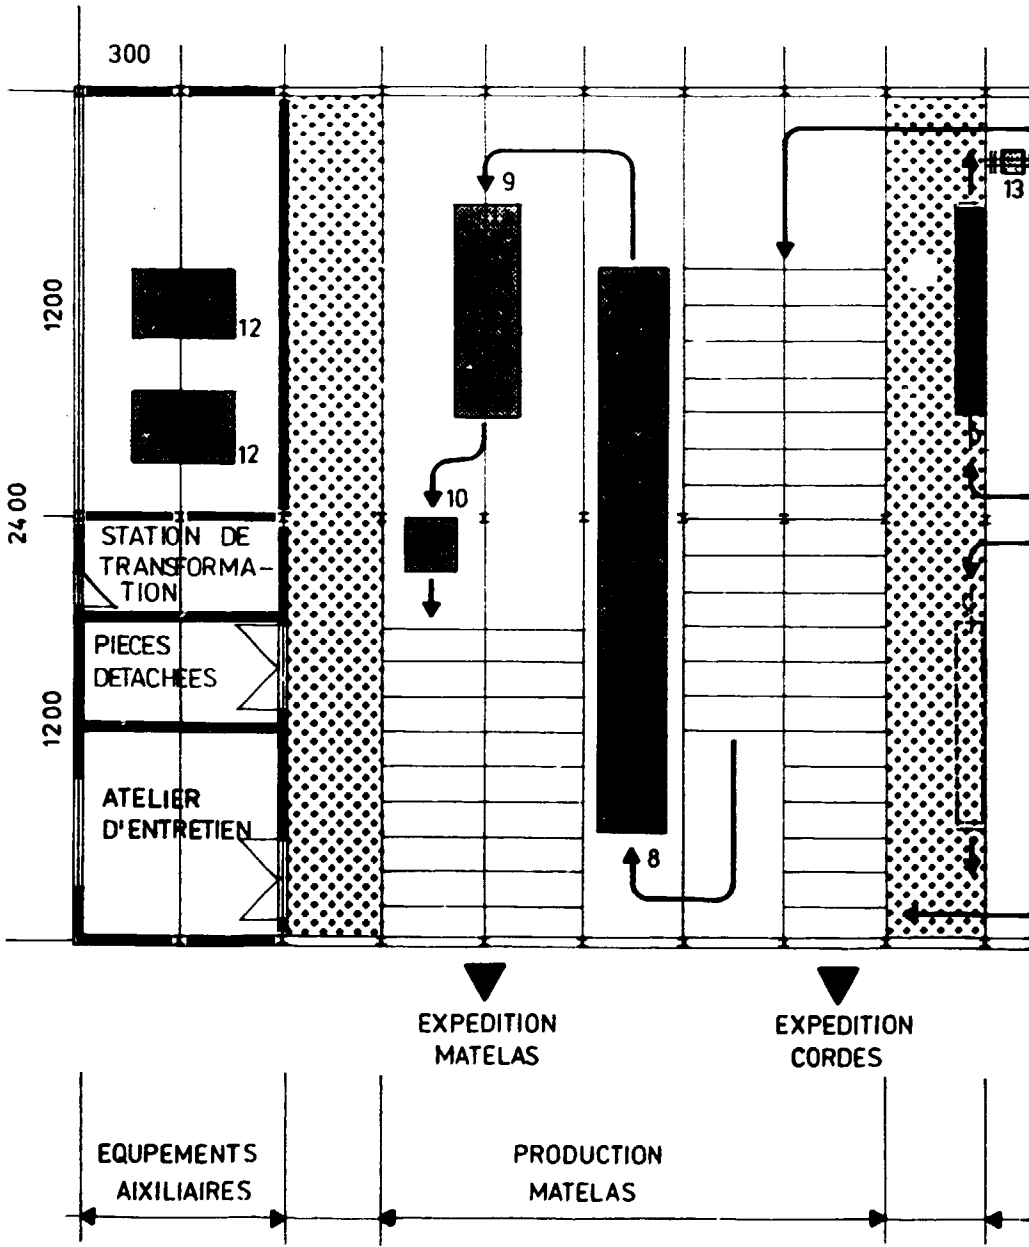 300
9
13
1200
12
12
10
2400
STATION DE
TRANSFORMA-
TION
PIECES
DETACHEES
1200
ATELIER
D'ENTRETIEN
8
EXPEDITION
MATELAS
EXPEDITION
CORDES
EQUPEMENTS
AIXILIAIRES
PRODUCTION
MATELAS